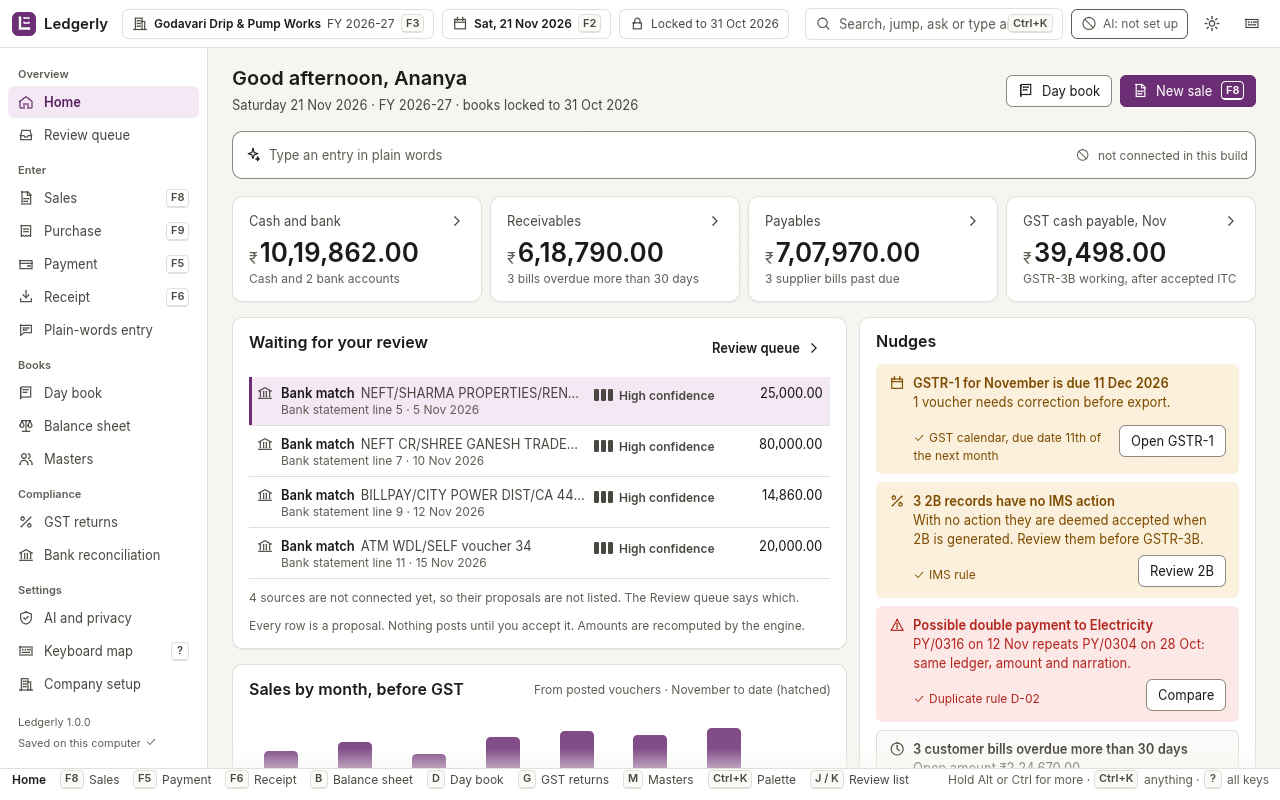 Ledgerly
Godavari Drip & Pump Works FY 2026-27 F3
Sat, 21 Nov 2026 F2
Locked to 31 Oct 2026
Search, jump, ask or type a Ctrl+K
AI: not set up
Overview
Home
Review queue
Enter
Sales F8
Purchase F9
Payment F5
Receipt F6
Plain-words entry
Books
Day book
Balance sheet
Masters
Compliance
GST returns
Bank reconciliation
Settings
AI and privacy
Keyboard map ?
Company setup
Ledgerly 1.0.0
Saved on this computer
Good afternoon, Ananya
Saturday 21 Nov 2026 · FY 2026-27 · books locked to 31 Oct 2026
Day book
New sale F8
Type an entry in plain words
not connected in this build
Cash and bank
₹10,19,862.00
Cash and 2 bank accounts
Receivables
₹6,18,790.00
3 bills overdue more than 30 days
Payables
₹7,07,970.00
3 supplier bills past due
GST cash payable, Nov
₹39,498.00
GSTR-3B working, after accepted ITC
Waiting for your review
Review queue
Bank match NEFT/SHARMA PROPERTIES/REN... High confidence 25,000.00
Bank statement line 5 · 5 Nov 2026
Bank match NEFT CR/SHREE GANESH TRADE... High confidence 80,000.00
Bank statement line 7 · 10 Nov 2026
Bank match BILLPAY/CITY POWER DIST/CA 44... High confidence 14,860.00
Bank statement line 9 · 12 Nov 2026
Bank match ATM WDL/SELF voucher 34 High confidence 20,000.00
Bank statement line 11 · 15 Nov 2026
4 sources are not connected yet, so their proposals are not listed. The Review queue says which.
Every row is a proposal. Nothing posts until you accept it. Amounts are recomputed by the engine.
Sales by month, before GST
From posted vouchers · November to date (hatched)
Nudges
GSTR-1 for November is due 11 Dec 2026
1 voucher needs correction before export.
✓ GST calendar, due date 11th of
the next month
Open GSTR-1
3 2B records have no IMS action
With no action they are deemed accepted when
2B is generated. Review them before GSTR-3B.
✓ IMS rule
Review 2B
Possible double payment to Electricity
PY/0316 on 12 Nov repeats PY/0304 on 28 Oct:
same ledger, amount and narration.
✓ Duplicate rule D-02
Compare
3 customer bills overdue more than 30 days
Open amount ₹2,24,670.00
Home F8 Sales F5 Payment F6 Receipt B Balance sheet D Day book G GST returns M Masters Ctrl+K Palette J / K Review list
Hold Alt or Ctrl for more · Ctrl+K anything · ? all keys